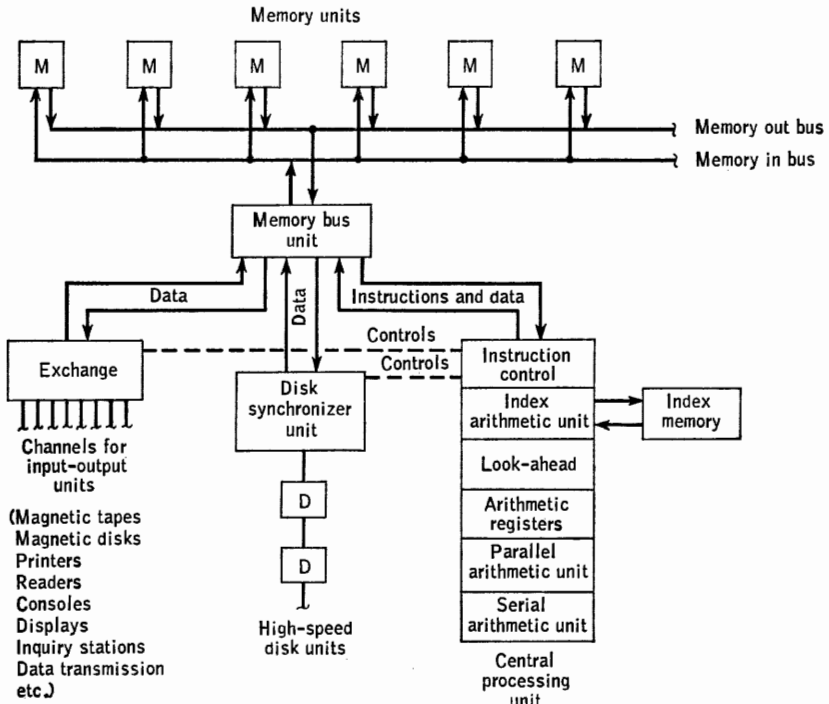 Memory units
M M M M M M
Memory out bus
Memory in bus
Memory bus
unit
Data
Data
Instructions and data
Controls
Controls
Exchange
Channels for
input-output
units
(Magnetic tapes
Magnetic disks
Printers
Readers
Consoles
Displays
Inquiry stations
Data transmission
etc.)
Disk
synchronizer
unit
D
D
High-speed
disk units
Instruction
control
Index
arithmetic unit
Look-ahead
Arithmetic
registers
Parallel
arithmetic unit
Serial
arithmetic unit
Central
processing
unit
Index
memory